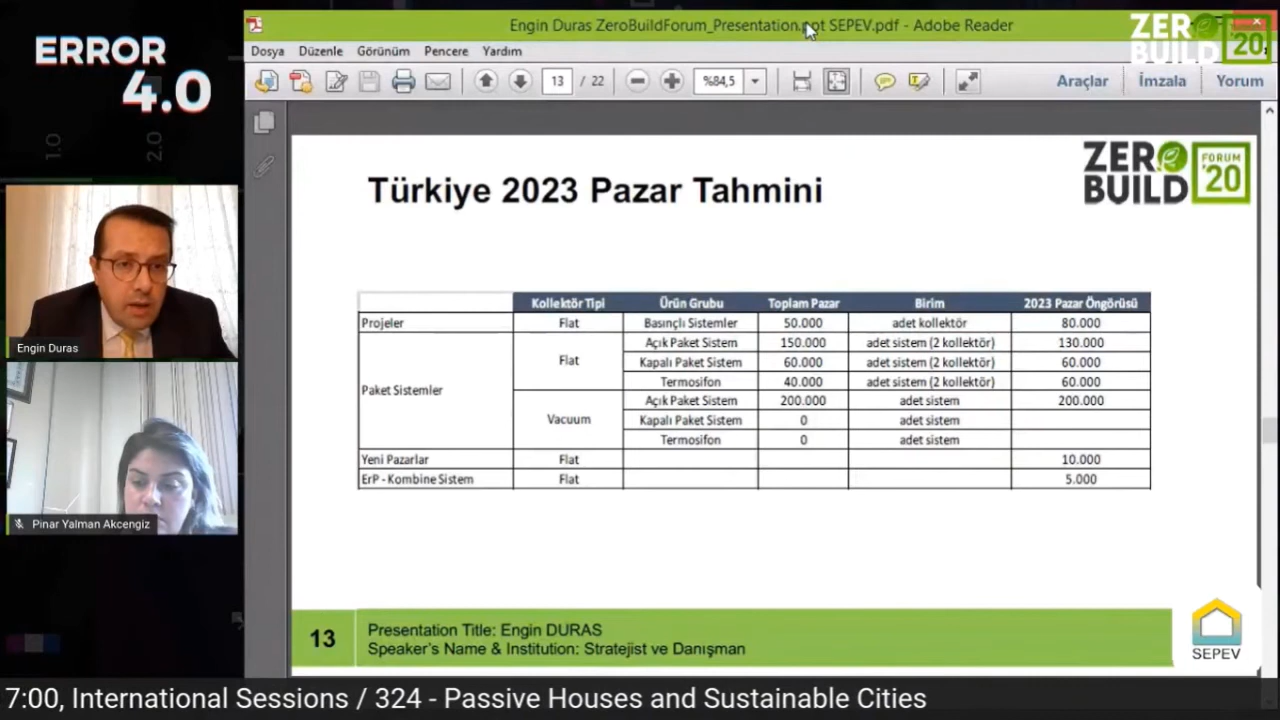 ERROR
4.0
1.0
2.0
Engin Duras ZeroBuildForum_Presentation.ppt SEPEV.pdf - Adobe Reader
ZERO BUILD '20
Dosya Düzenle Görünüm Pencere Yardım
13 / 22 %84,5 Araçlar İmzala Yorum
ZERO BUILD FORUM '20
Türkiye 2023 Pazar Tahmini
Kollektör Tipi Ürün Grubu Toplam Pazar Birim 2023 Pazar Öngörüsü
Projeler Flat Basınçlı Sistemler 50.000 adet kollektör 80.000
Paket Sistemler Flat Açık Paket Sistem 150.000 adet sistem (2 kollektör) 130.000
Kapalı Paket Sistem 60.000 adet sistem (2 kollektör) 60.000
Termosifon 40.000 adet sistem (2 kollektör) 60.000
Vacuum Açık Paket Sistem 200.000 adet sistem 200.000
Kapalı Paket Sistem 0 adet sistem
Termosifon 0 adet sistem
Yeni Pazarlar Flat 10.000
ErP - Kombine Sistem Flat 5.000
Engin Duras
Pınar Yalman Akcengiz
13
Presentation Title: Engin DURAS
Speaker's Name & Institution: Stratejist ve Danışman
SEPEV
7:00, International Sessions / 324 - Passive Houses and Sustainable Cities